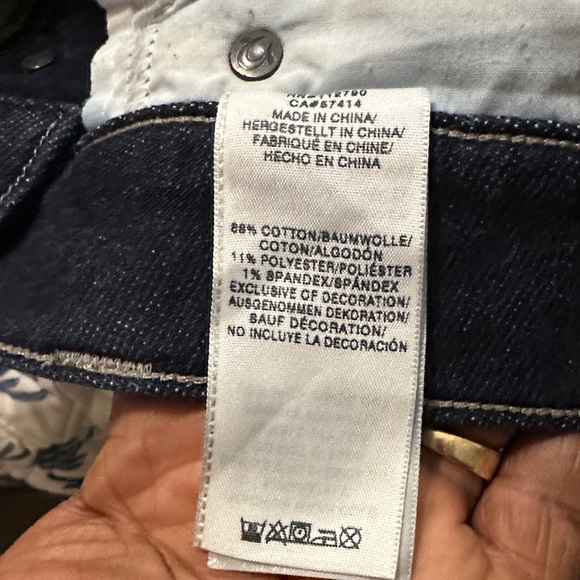 CA#57414
MADE IN CHINA/
HERGESTELLT IN CHINA/
FABRIQUÉ EN CHINE/
HECHO EN CHINA
88% COTTON/BAUMWOLLE/
COTON/ALGODÓN
11% POLYESTER/POLIÉSTER
1% SPANDEX/SPÁNDEX
EXCLUSIVE OF DECORATION/
AUSGENOMMEN DEKORATION/
SAUF DÉCORATION/
NO INCLUYE LA DECORACIÓN